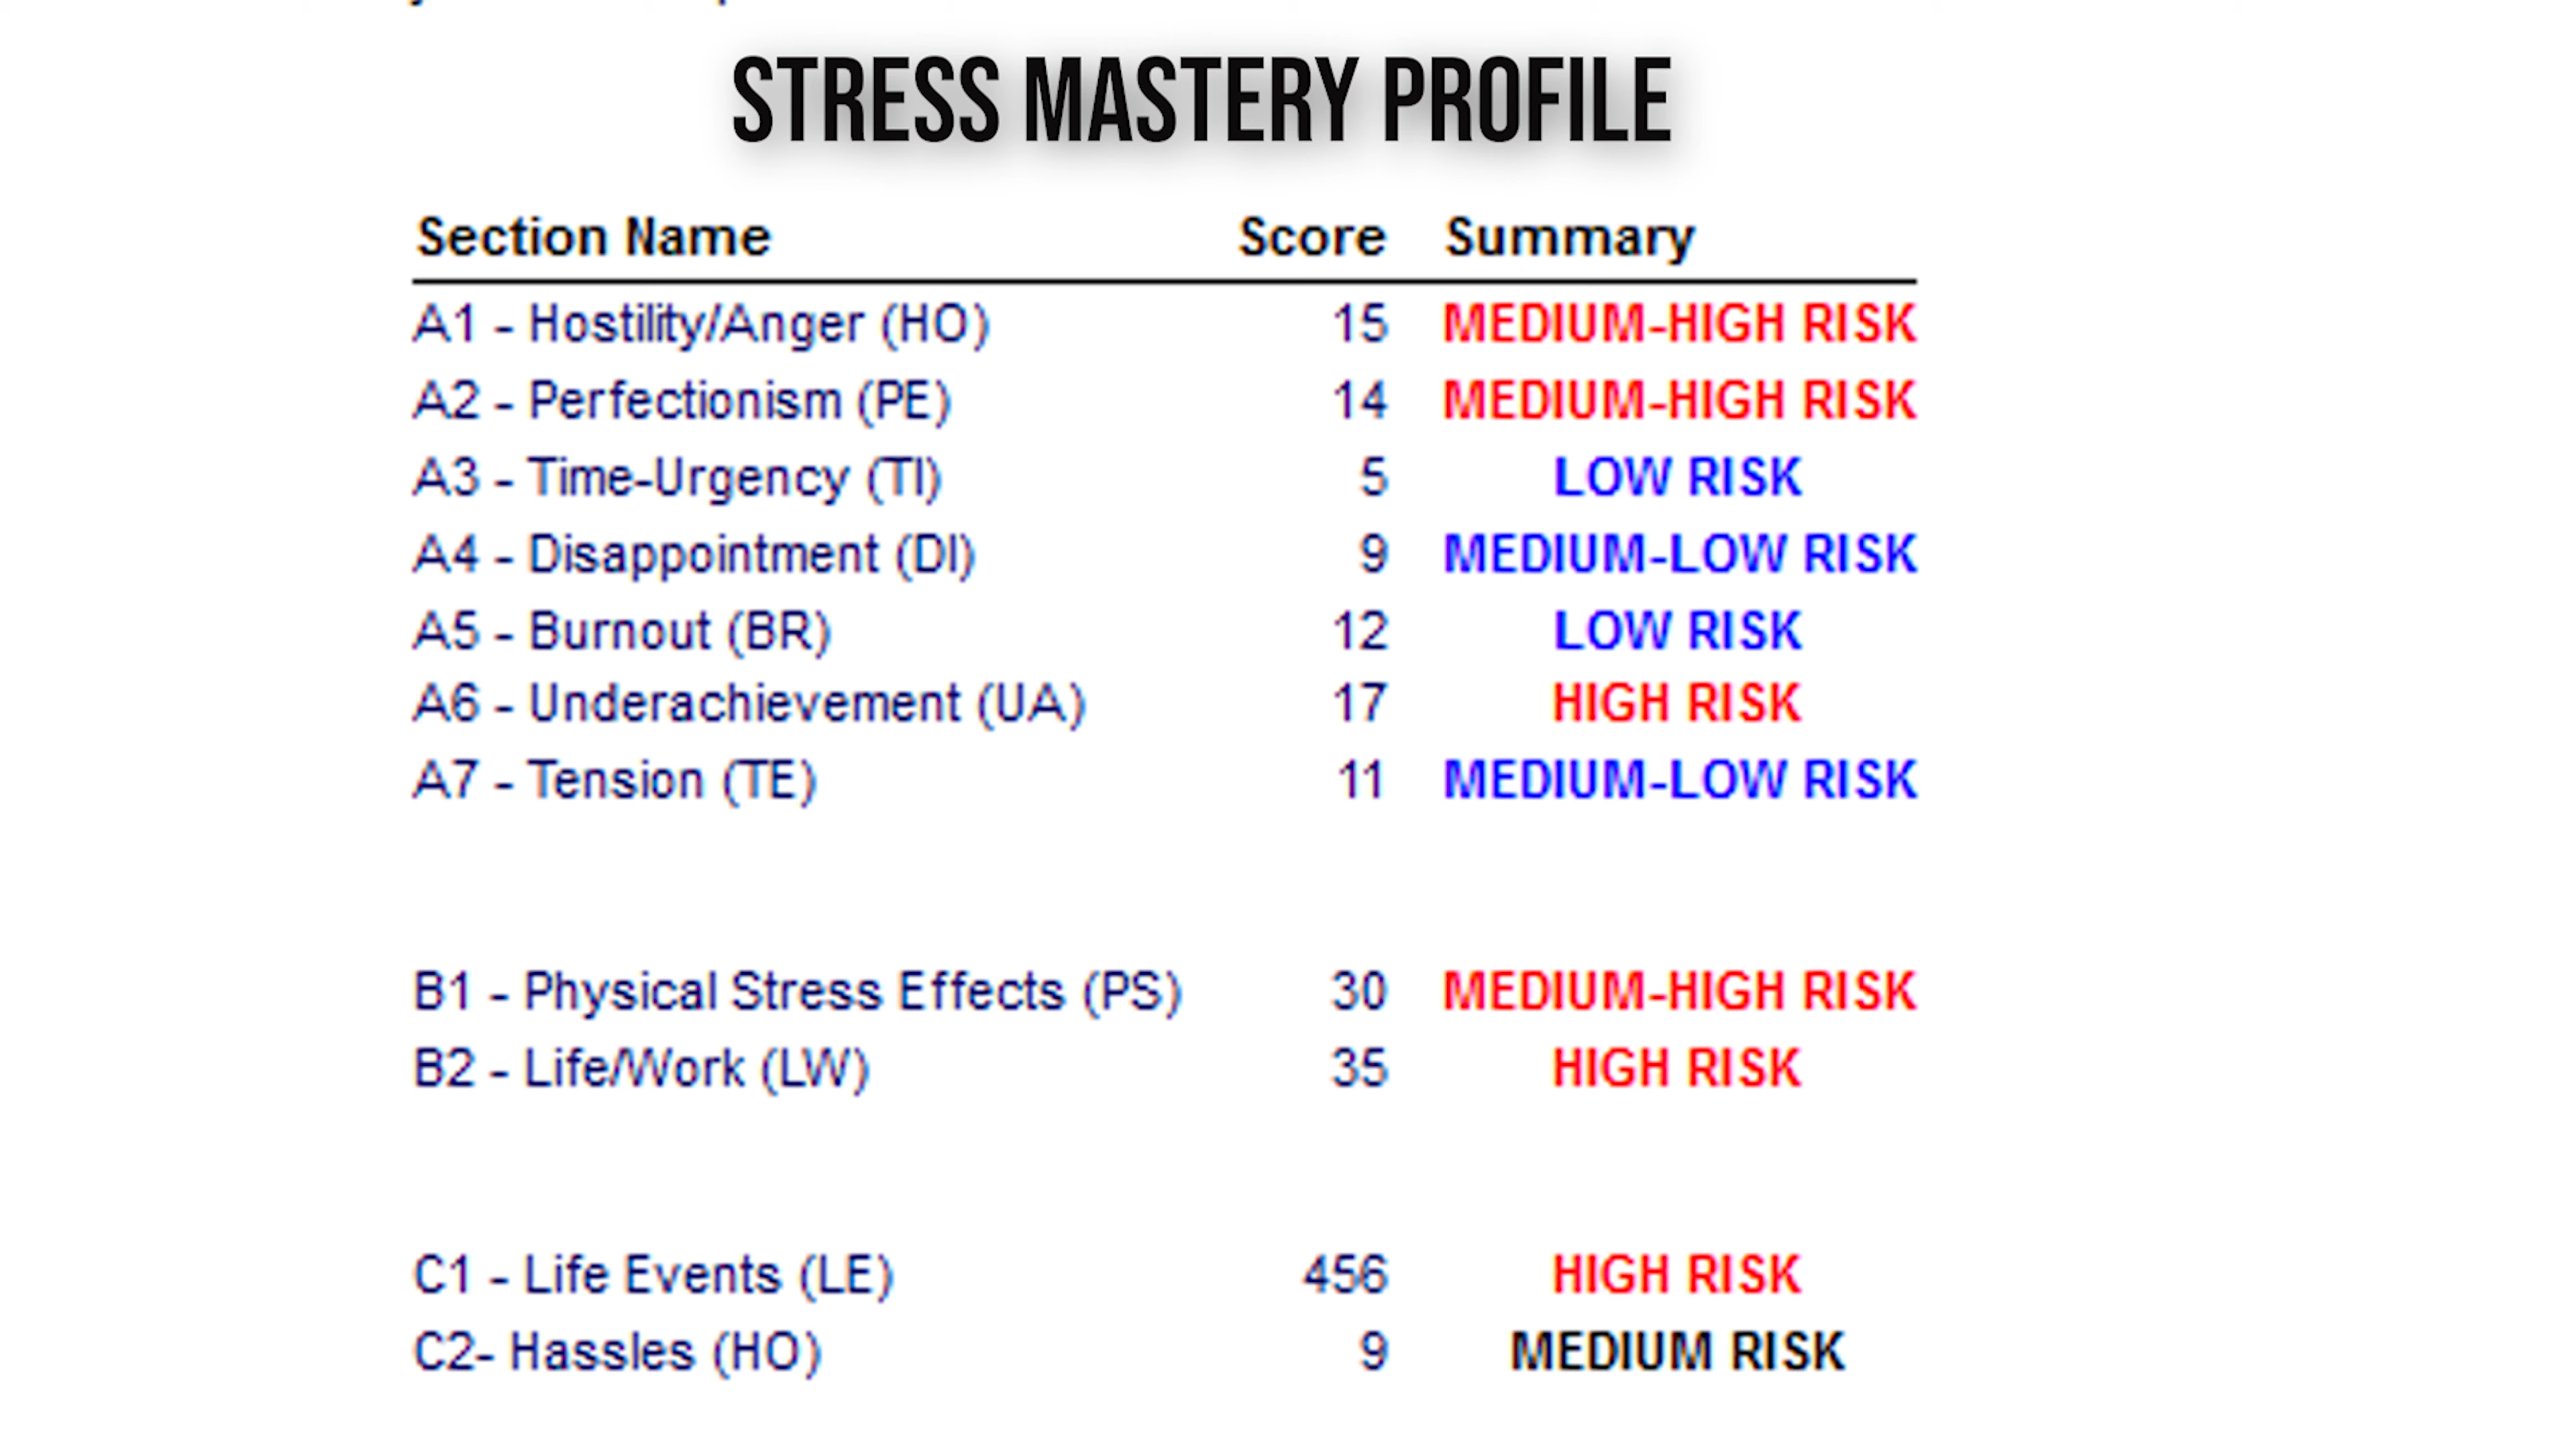 STRESS MASTERY PROFILE
Section Name Score Summary
A1 - Hostility/Anger (HO) 15 MEDIUM-HIGH RISK
A2 - Perfectionism (PE) 14 MEDIUM-HIGH RISK
A3 - Time-Urgency (TI) 5 LOW RISK
A4 - Disappointment (DI) 9 MEDIUM-LOW RISK
A5 - Burnout (BR) 12 LOW RISK
A6 - Underachievement (UA) 17 HIGH RISK
A7 - Tension (TE) 11 MEDIUM-LOW RISK
B1 - Physical Stress Effects (PS) 30 MEDIUM-HIGH RISK
B2 - Life/Work (LW) 35 HIGH RISK
C1 - Life Events (LE) 456 HIGH RISK
C2- Hassles (HO) 9 MEDIUM RISK